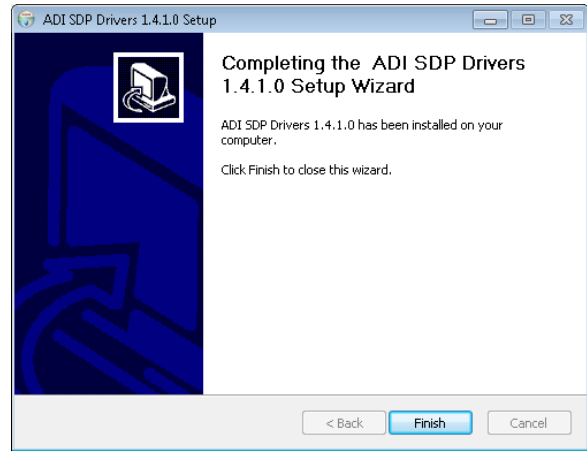 ADI SDP Drivers 1.4.1.0 Setup
Completing the ADI SDP Drivers
1.4.1.0 Setup Wizard
ADI SDP Drivers 1.4.1.0 has been installed on your
computer.
Click Finish to close this wizard.
< Back
Finish
Cancel